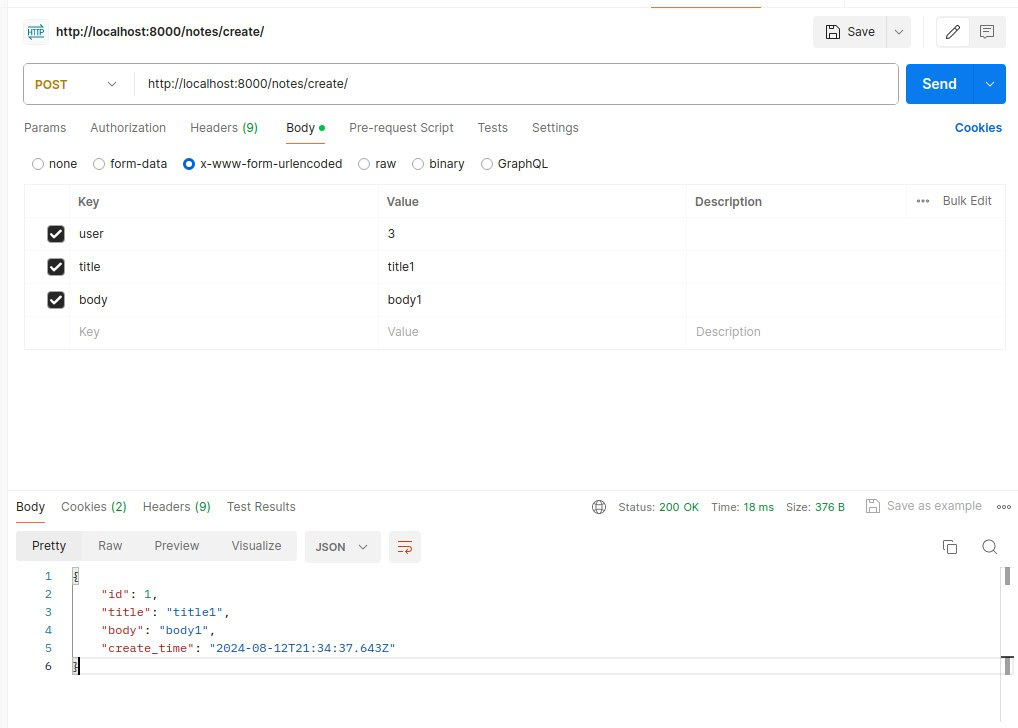 HTTP http://localhost:8000/notes/create/ Save
POST http://localhost:8000/notes/create/ Send
Params Authorization Headers (9) Body Pre-request Script Tests Settings Cookies
none form-data x-www-form-urlencoded raw binary GraphQL
Key Value Description ••• Bulk Edit
user 3
title title1
body body1
Key Value Description
Body Cookies (2) Headers (9) Test Results Status: 200 OK Time: 18 ms Size: 376 B Save as example
Pretty Raw Preview Visualize JSON
1 {
2 "id": 1,
3 "title": "title1",
4 "body": "body1",
5 "create_time": "2024-08-12T21:34:37.643Z"
6 }